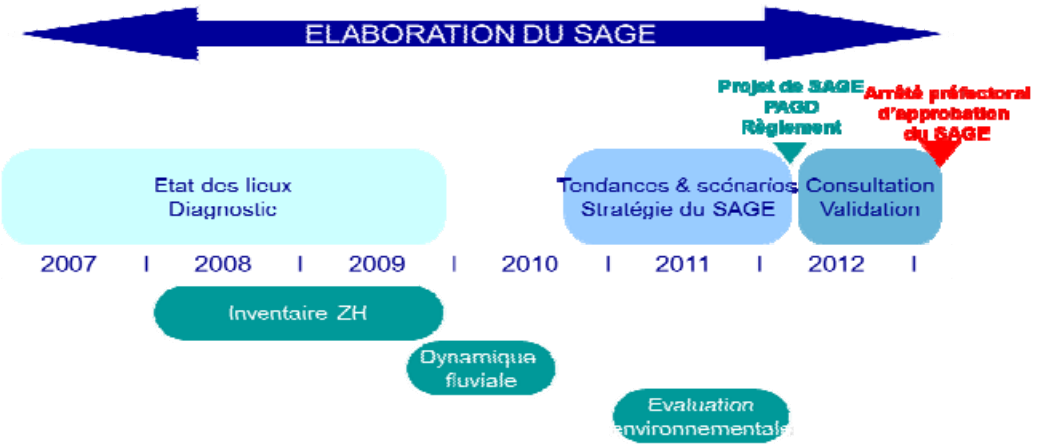 ELABORATION DU SAGE
Projet de SAGE
PAGD
Règlement
Arrêté préfectoral
d'approbation
du SAGE
Etat des lieux
Diagnostic
Tendances & scénarios
Stratégie du SAGE
Consultation
Validation
2007 I 2008 I 2009 I 2010 I 2011 I 2012 I
Inventaire ZH
Dynamique
fluviale
Evaluation
environnementale